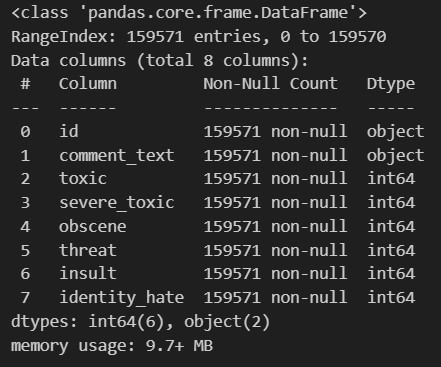 <class 'pandas.core.frame.DataFrame'>
RangeIndex: 159571 entries, 0 to 159570
Data columns (total 8 columns):
 #   Column         Non-Null Count   Dtype
---  ------         --------------   -----
 0   id             159571 non-null  object
 1   comment_text   159571 non-null  object
 2   toxic          159571 non-null  int64
 3   severe_toxic   159571 non-null  int64
 4   obscene        159571 non-null  int64
 5   threat         159571 non-null  int64
 6   insult         159571 non-null  int64
 7   identity_hate  159571 non-null  int64
dtypes: int64(6), object(2)
memory usage: 9.7+ MB